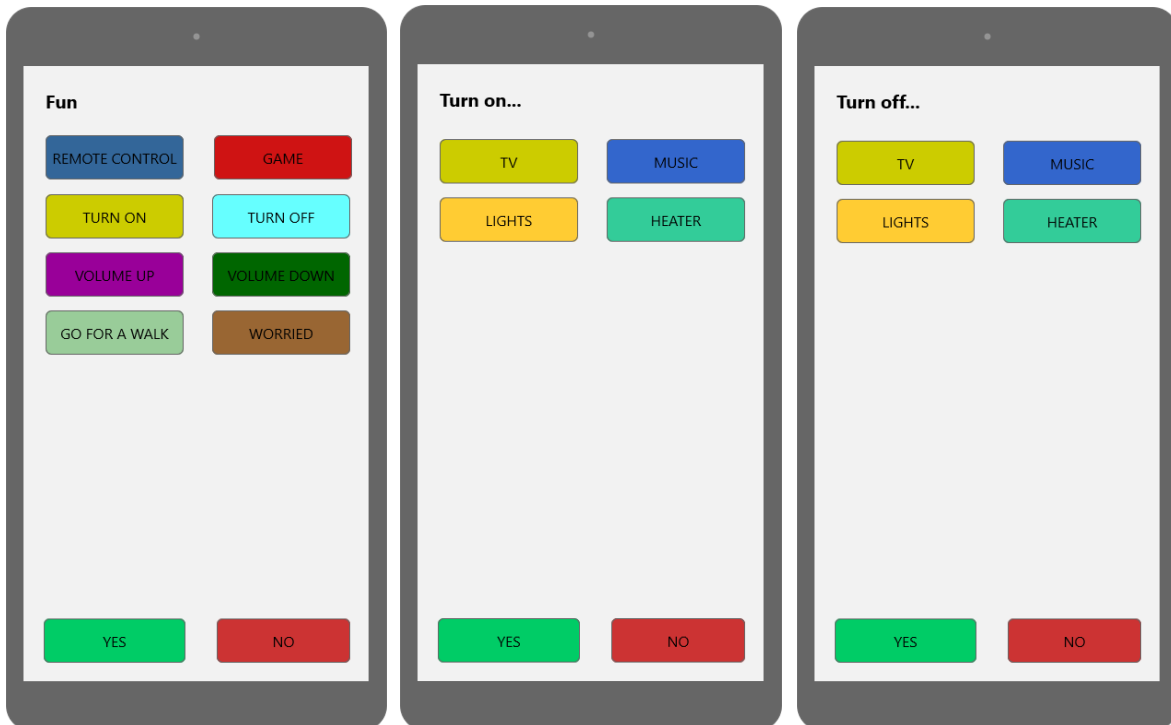 Fun
REMOTE CONTROL
GAME
TURN ON
TURN OFF
VOLUME UP
VOLUME DOWN
GO FOR A WALK
WORRIED
YES
NO
Turn on...
TV
MUSIC
LIGHTS
HEATER
YES
NO
Turn off...
TV
MUSIC
LIGHTS
HEATER
YES
NO